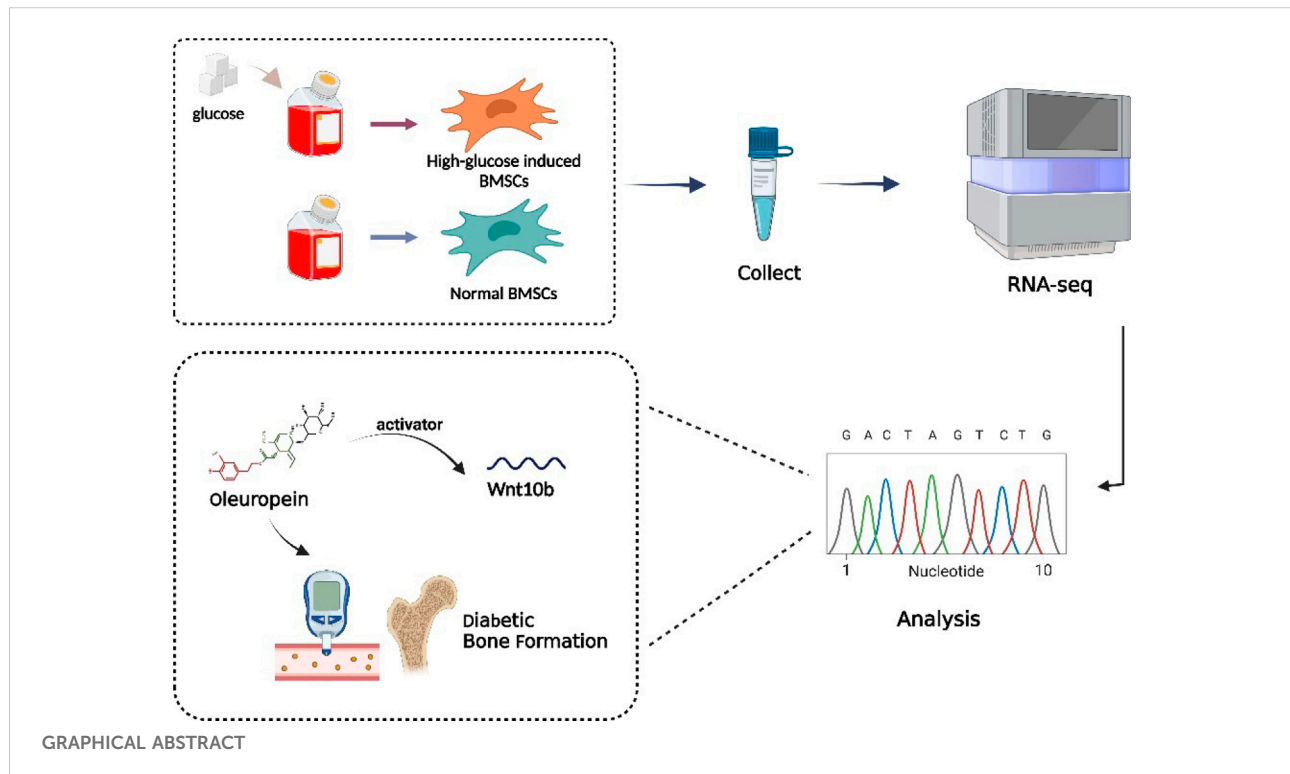 glucose
High-glucose induced
BMSCs
Normal BMSCs
Collect
RNA-seq
G A C T A G T C T G
1 Nucleotide 10
Analysis
activator
Oleuropein
Wnt10b
Diabetic
Bone Formation
GRAPHICAL ABSTRACT